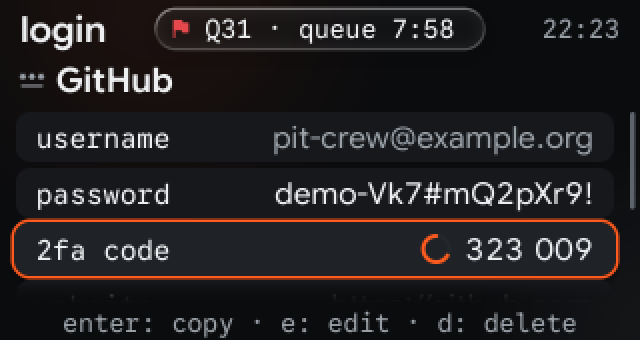 login
Q31 · queue 7:58
22:23
GitHub
username pit-crew@example.org
password demo-Vk7#mQ2pXr9!
2fa code 323 009
enter: copy · e: edit · d: delete